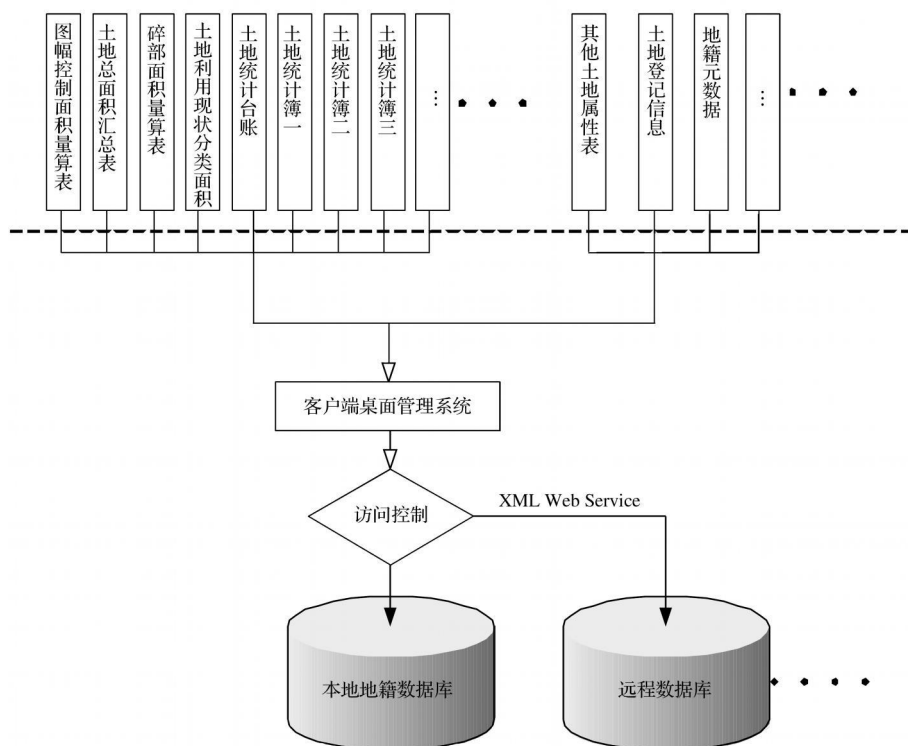 图幅控制面积量算表
土地总面积汇总表
碎部面积量算表
土地利用现状分类面积
土地统计台账
土地统计簿一
土地统计簿二
土地统计簿三
…
其他土地属性表
土地登记信息
地籍元数据
…
客户端桌面管理系统
访问控制
XML Web Service
本地地籍数据库
远程数据库